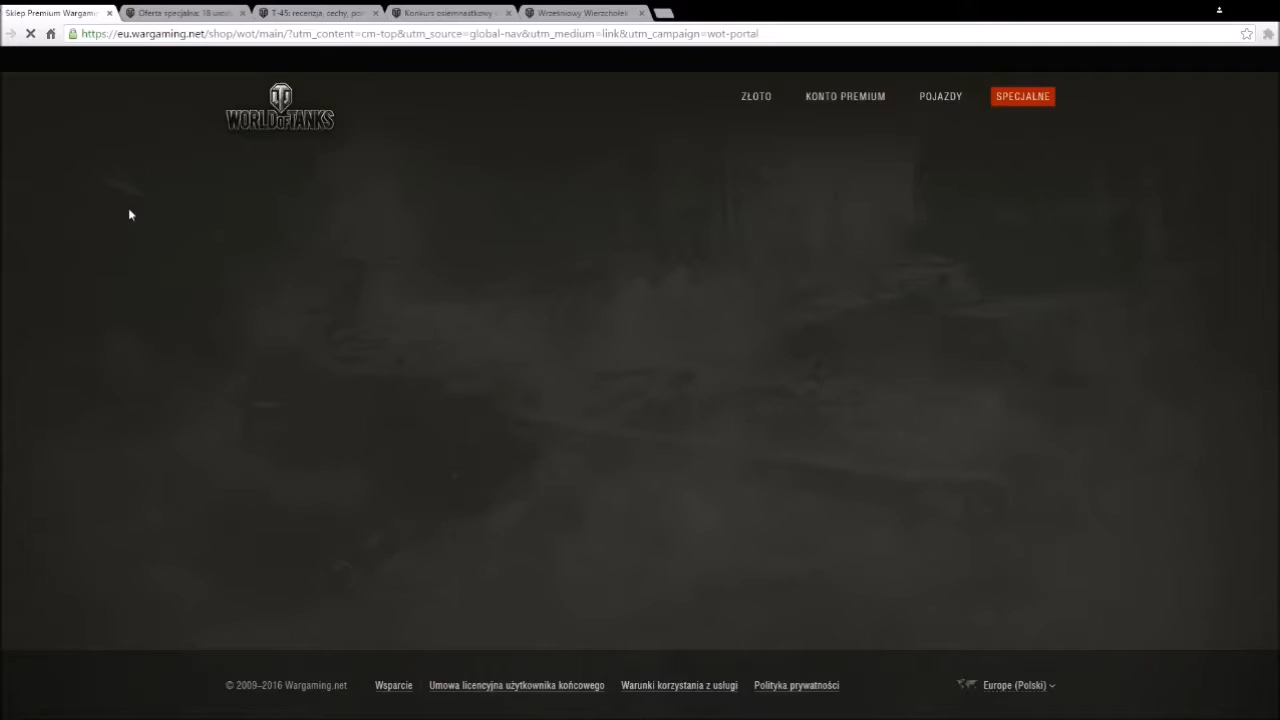 Sklep Premium Wargami
Oferta specjalna: 18 urodz
T-45: recenzja, cechy, por
Konkurs osiemnastkowy
Wrześniowy Wierzchołek
https://eu.wargaming.net/shop/wot/main/?utm_content=cm-top&utm_source=global-nav&utm_medium=link&utm_campaign=wot-portal
WORLD OF TANKS
ZŁOTO
KONTO PREMIUM
POJAZDY
SPECJALNE
© 2009–2016 Wargaming.net
Wsparcie
Umowa licencyjna użytkownika końcowego
Warunki korzystania z usługi
Polityka prywatności
Europe (Polski)